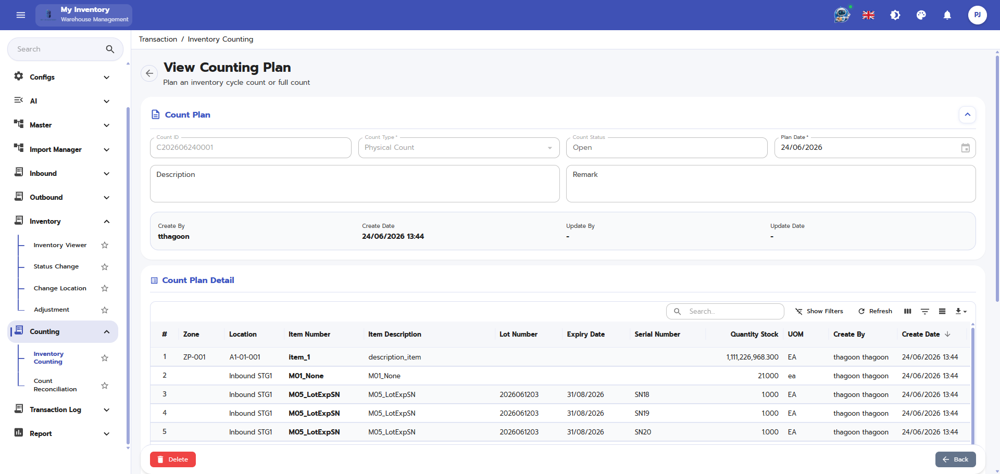 My Inventory
Warehouse Management
PJ
Search
Configs
AI
Master
Import Manager
Inbound
Outbound
Inventory
Inventory Viewer
Status Change
Change Location
Adjustment
Counting
Inventory
Counting
Count
Reconciliation
Transaction Log
Report
Transaction / Inventory Counting
View Counting Plan
Plan an inventory cycle count or full count
Count Plan
Count ID
C202606240001
Count Type *
Physical Count
Count Status
Open
Plan Date *
24/06/2026
Description
Remark
Create By
tthagoon
Create Date
24/06/2026 13:44
Update By
-
Update Date
-
Count Plan Detail
Search...
Show Filters
Refresh
# Zone Location Item Number Item Description Lot Number Expiry Date Serial Number Quantity Stock UOM Create By Create Date
1 ZP-001 A1-01-001 item_1 description_item 1,111,226,968.300 EA thagoon thagoon 24/06/2026 13:44
2 Inbound STG1 M01_None M01_None 21.000 ea thagoon thagoon 24/06/2026 13:44
3 Inbound STG1 M05_LotExpSN M05_LotExpSN 2026061203 31/08/2026 SN18 1.000 EA thagoon thagoon 24/06/2026 13:44
4 Inbound STG1 M05_LotExpSN M05_LotExpSN 2026061203 31/08/2026 SN19 1.000 EA thagoon thagoon 24/06/2026 13:44
5 Inbound STG1 M05_LotExpSN M05_LotExpSN 2026061203 31/08/2026 SN20 1.000 EA thagoon thagoon 24/06/2026 13:44
Delete
Back